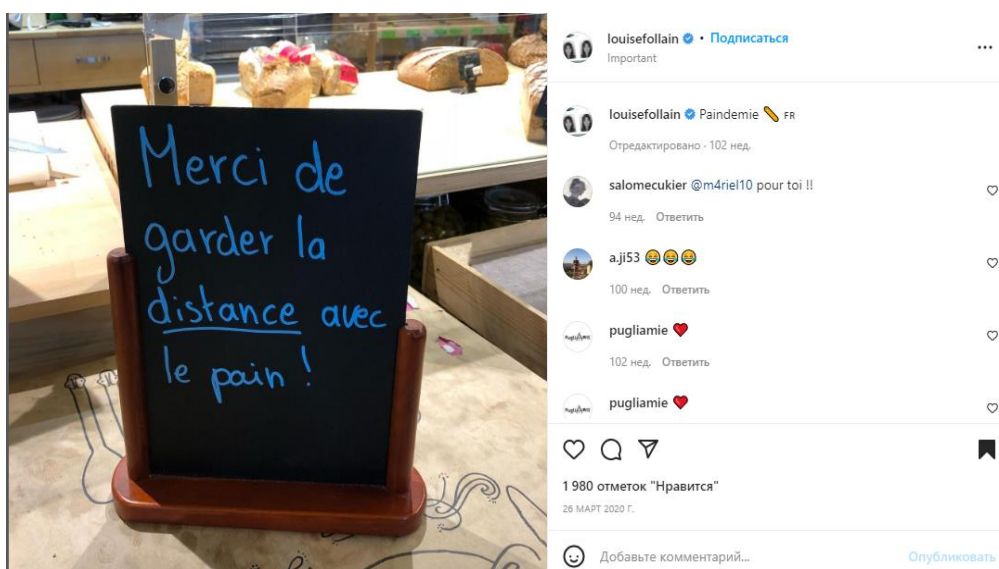 Merci de
garder la
distance avec
le pain !
louisefollain • Подписаться
Important
louisefollain Paindemie 🥖 FR
Отредактировано · 102 нед.
salomecukier @m4riel10 pour toi !!
94 нед. Ответить
a.ji53 😂😂😂
100 нед. Ответить
pugliamie ❤️
102 нед. Ответить
pugliamie ❤️
1 980 отметок "Нравится"
26 МАРТ 2020 Г.
Добавьте комментарий... Опубликовать